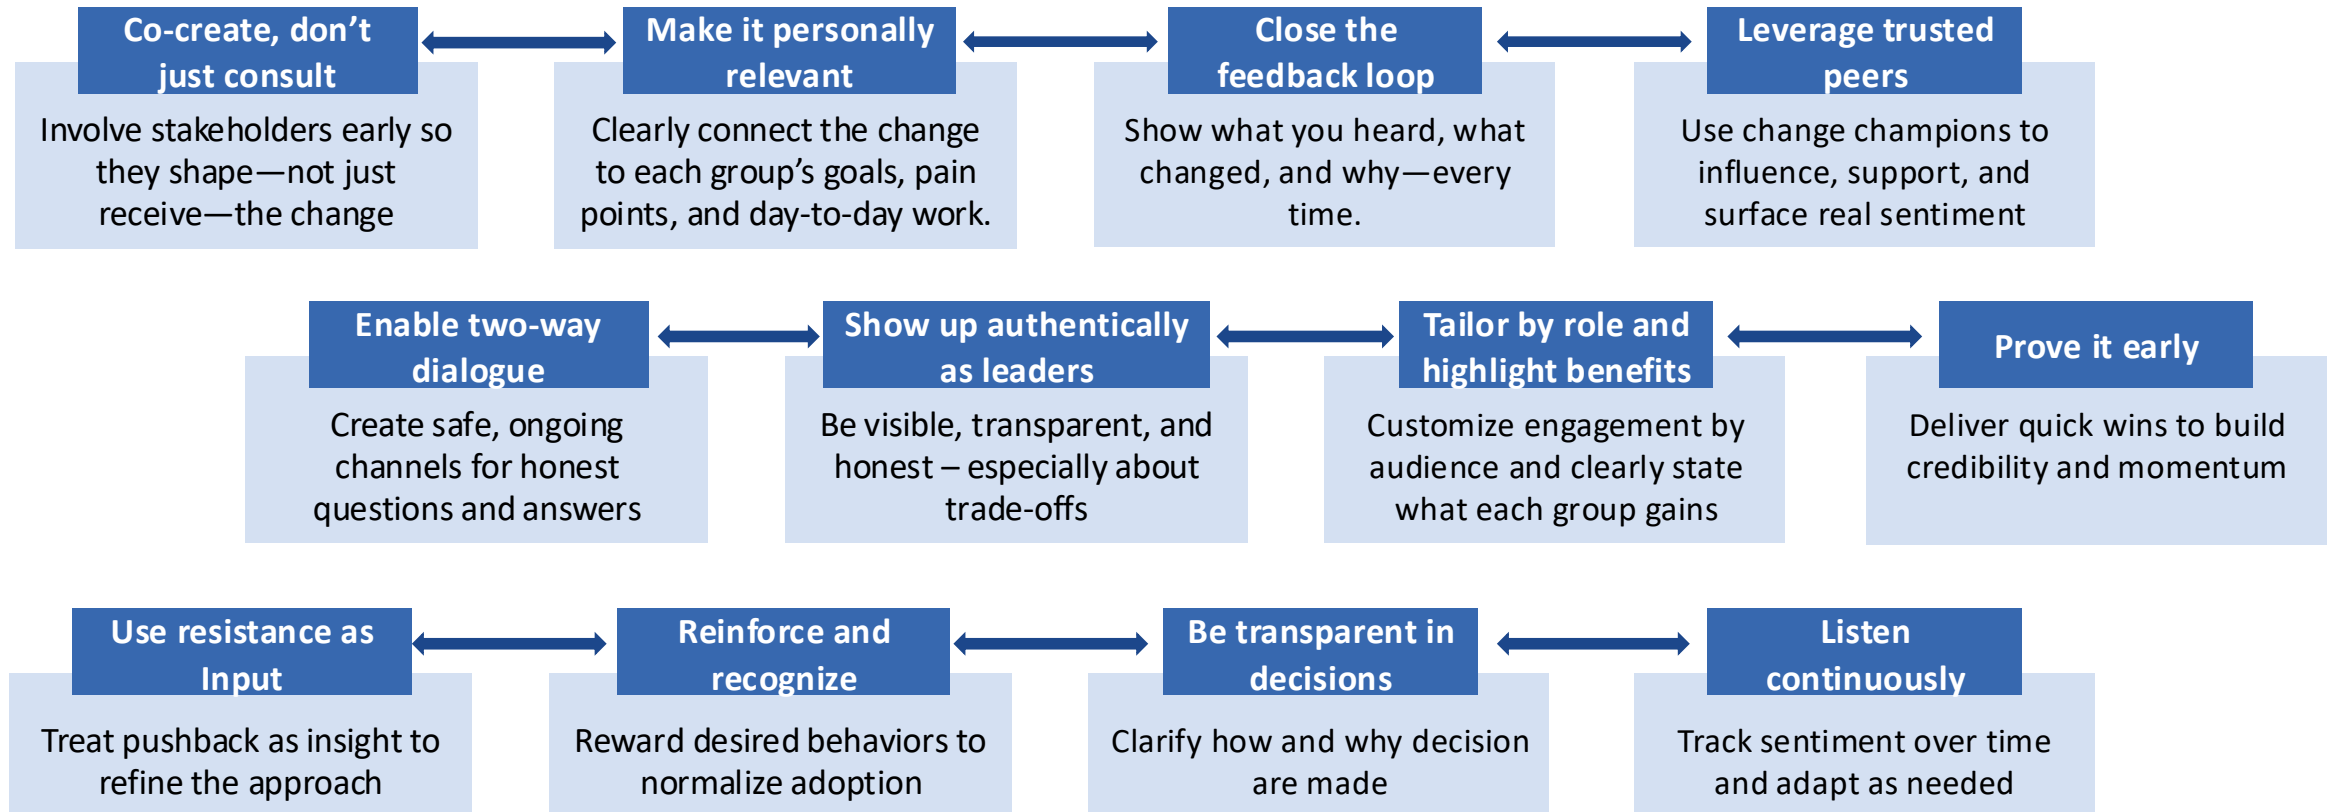 Co-create, don’t
just consult
Involve stakeholders early so
they shape—not just
receive—the change
Make it personally
relevant
Clearly connect the change
to each group’s goals, pain
points, and day-to-day work.
Close the
feedback loop
Show what you heard, what
changed, and why—every
time.
Leverage trusted
peers
Use change champions to
influence, support, and
surface real sentiment
Enable two-way
dialogue
Create safe, ongoing
channels for honest
questions and answers
Show up authentically
as leaders
Be visible, transparent, and
honest – especially about
trade-offs
Tailor by role and
highlight benefits
Customize engagement by
audience and clearly state
what each group gains
Prove it early
Deliver quick wins to build
credibility and momentum
Use resistance as
Input
Treat pushback as insight to
refine the approach
Reinforce and
recognize
Reward desired behaviors to
normalize adoption
Be transparent in
decisions
Clarify how and why decision
are made
Listen
continuously
Track sentiment over time
and adapt as needed